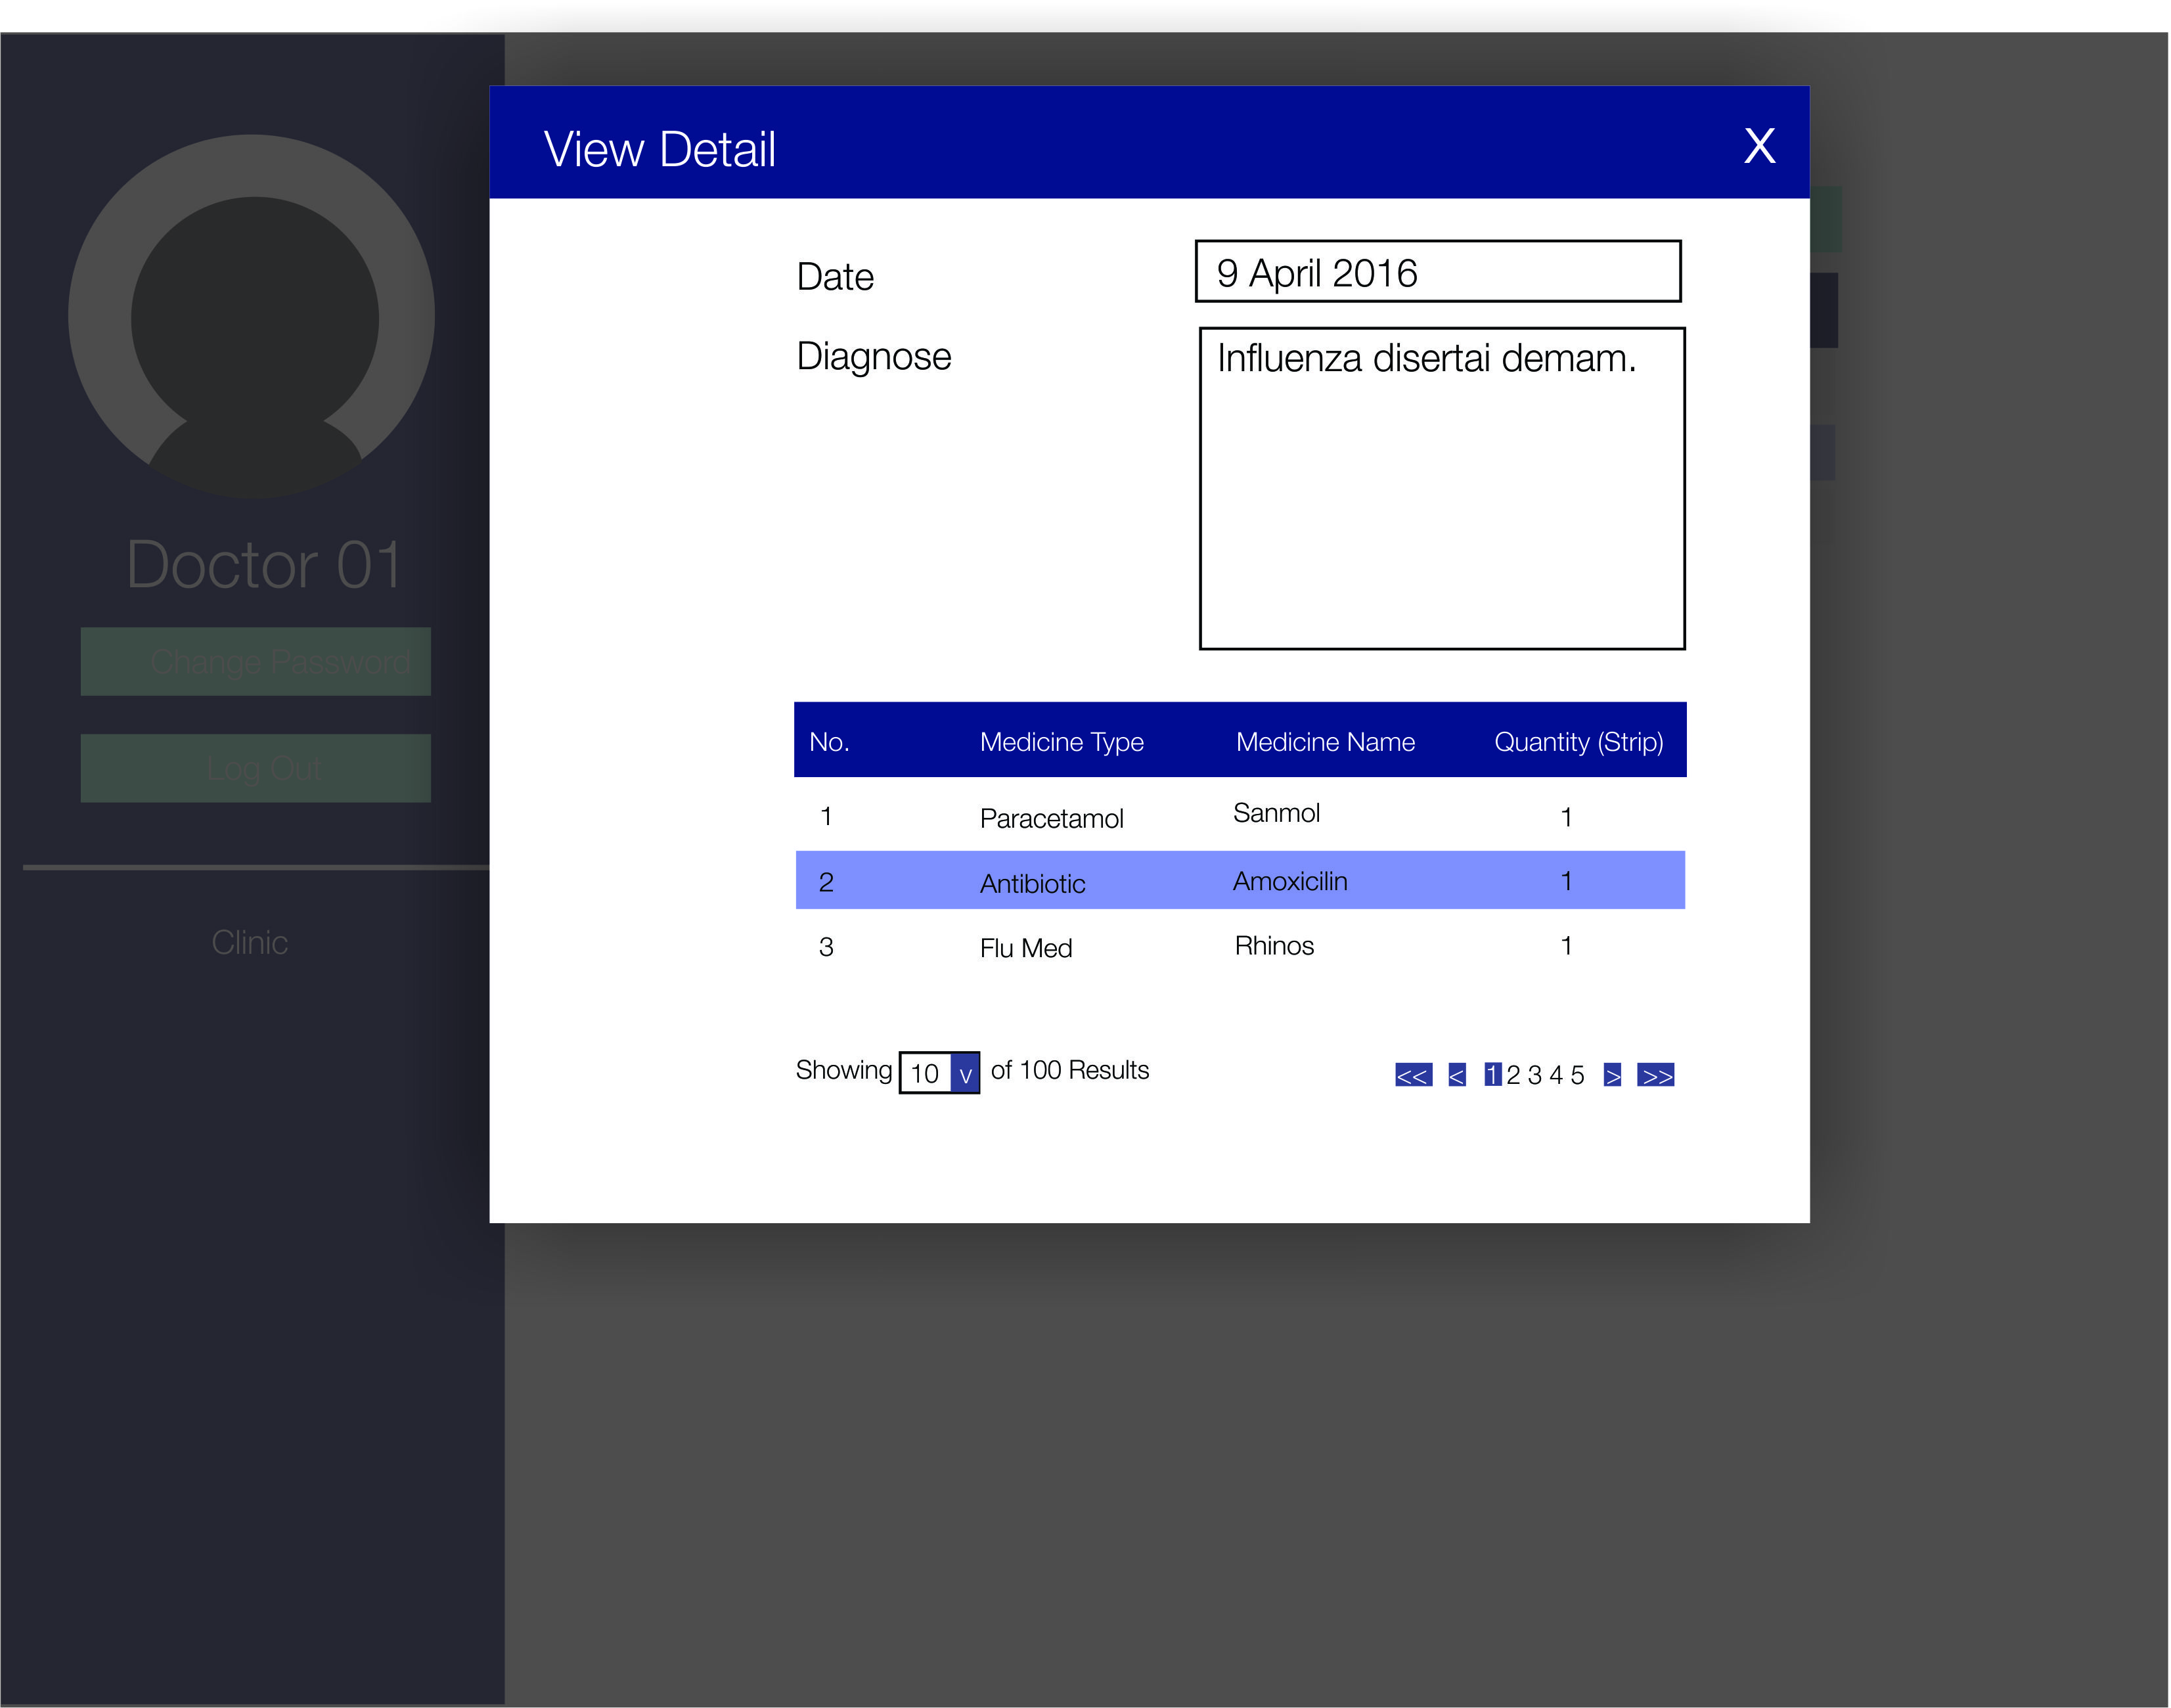 View Detail
X
Date
9 April 2016
Diagnose
Influenza disertai demam.
Doctor 01
Change Password
Log Out
Clinic
No. Medicine Type Medicine Name Quantity (Strip)
1 Paracetamol Sanmol 1
2 Antibiotic Amoxicilin 1
3 Flu Med Rhinos 1
Showing 10 v of 100 Results << < 1 2 3 4 5 > >>